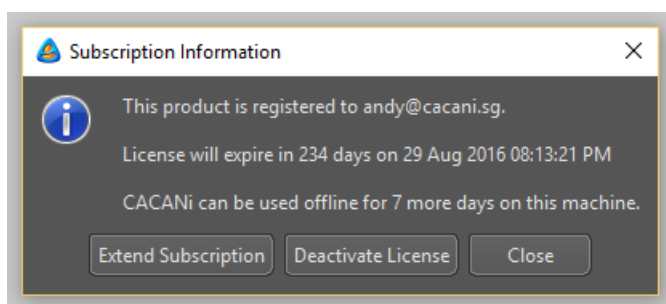 Subscription Information
This product is registered to andy@cacani.sg.
License will expire in 234 days on 29 Aug 2016 08:13:21 PM
CACANi can be used offline for 7 more days on this machine.
Extend Subscription Deactivate License Close